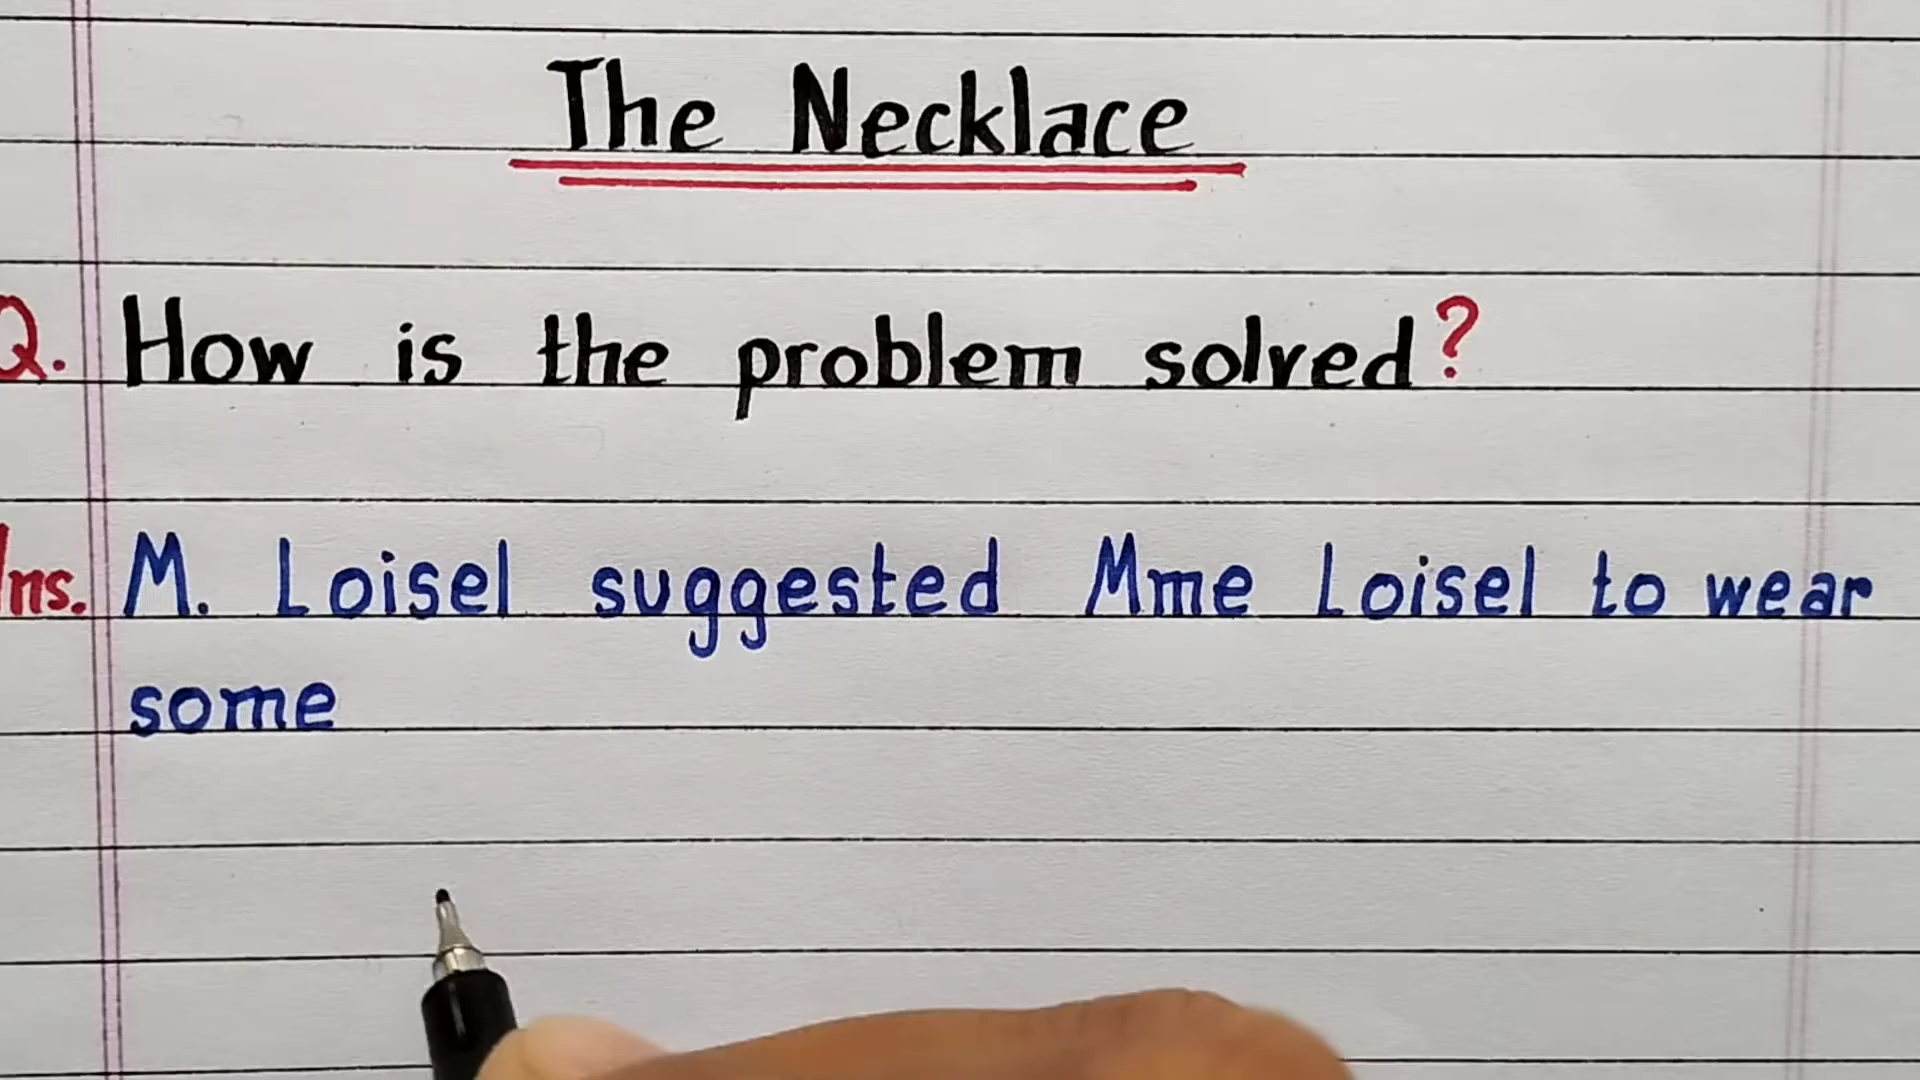 The Necklace
Q. How is the problem solved?
Ans. M. Loisel suggested Mme Loisel to wear
some